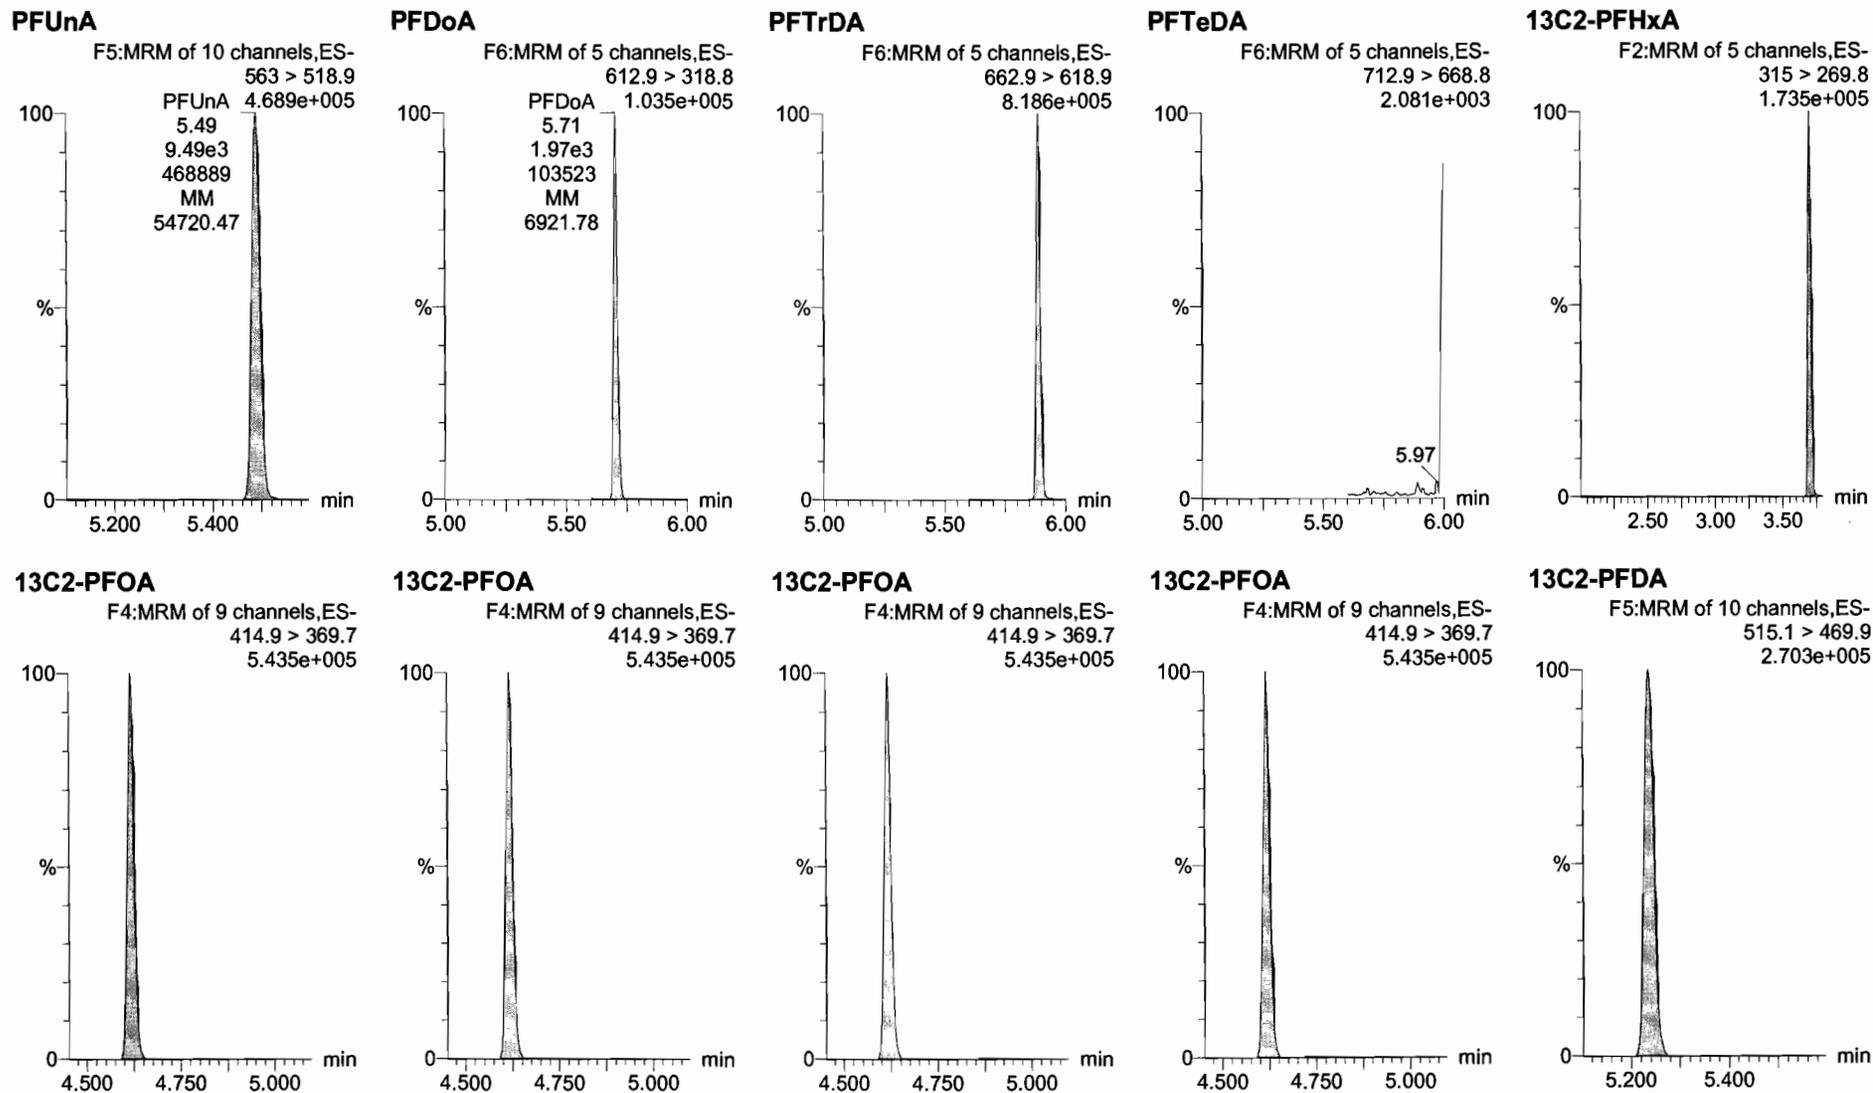 PFUnA
F5:MRM of 10 channels,ES-
563 > 518.9
PFUnA 4.689e+005
5.49
9.49e3
468889
MM
54720.47
100
%
0
min
5.200 5.400
PFDoA
F6:MRM of 5 channels,ES-
612.9 > 318.8
PFDoA 1.035e+005
5.71
1.97e3
103523
MM
6921.78
100
%
0
min
5.00 5.50 6.00
PFTrDA
F6:MRM of 5 channels,ES-
662.9 > 618.9
8.186e+005
100
%
0
min
5.00 5.50 6.00
PFTeDA
F6:MRM of 5 channels,ES-
712.9 > 668.8
2.081e+003
100
%
5.97
0
min
5.00 5.50 6.00
13C2-PFHxA
F2:MRM of 5 channels,ES-
315 > 269.8
1.735e+005
100
%
0
min
2.50 3.00 3.50
13C2-PFOA
F4:MRM of 9 channels,ES-
414.9 > 369.7
5.435e+005
100
%
0
min
4.500 4.750 5.000
13C2-PFOA
F4:MRM of 9 channels,ES-
414.9 > 369.7
5.435e+005
100
%
0
min
4.500 4.750 5.000
13C2-PFOA
F4:MRM of 9 channels,ES-
414.9 > 369.7
5.435e+005
100
%
0
min
4.500 4.750 5.000
13C2-PFOA
F4:MRM of 9 channels,ES-
414.9 > 369.7
5.435e+005
100
%
0
min
4.500 4.750 5.000
13C2-PFDA
F5:MRM of 10 channels,ES-
515.1 > 469.9
2.703e+005
100
%
0
min
5.200 5.400